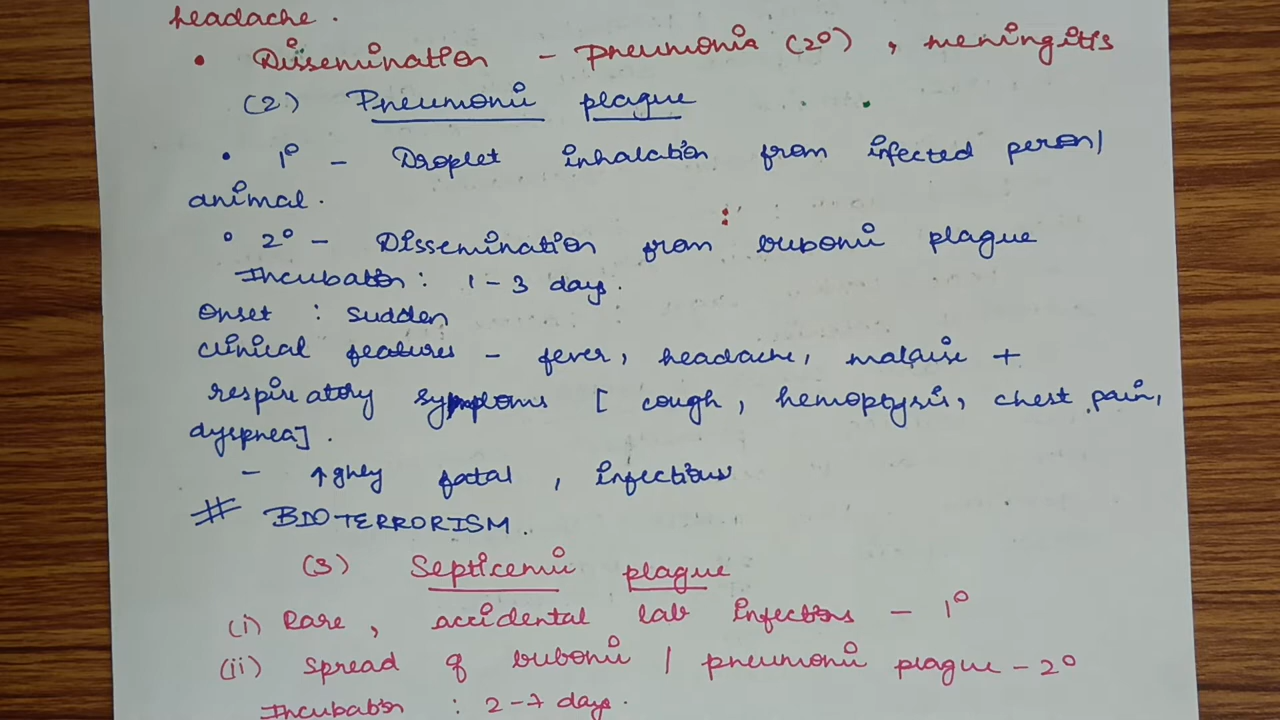 headache.
• Dissemination - Pneumonia (2°), meningitis
(2) Pneumonic plague
• 1° - Droplet inhalation from infected peron/
animal.
• 2° - Dissemination from bubonic plague
Incubation : 1-3 days.
Onset : sudden
clinical features - fever, headache, malaise +
respiratory symptoms [ cough, hemoptysis, chest pain,
dyspnea].
- ↑ghly fatal, infectious
# BIOTERRORISM.
(3) Septicemic plague
(i) Rare, accidental lab infections - 1°
(ii) spread of bubonic / pneumonic plague - 2°
Incubation : 2-7 days.